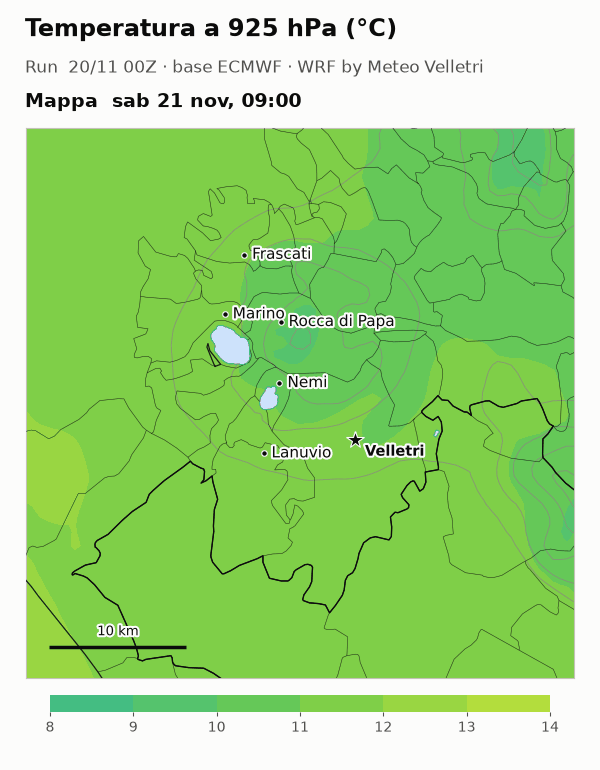 Temperatura a 925 hPa (°C)
Run  20/11 00Z · base ECMWF · WRF by Meteo Velletri
Mappa  sab 21 nov, 09:00
Frascati
Marino
Rocca di Papa
Nemi
Velletri
Lanuvio
10 km
8 9 10 11 12 13 14